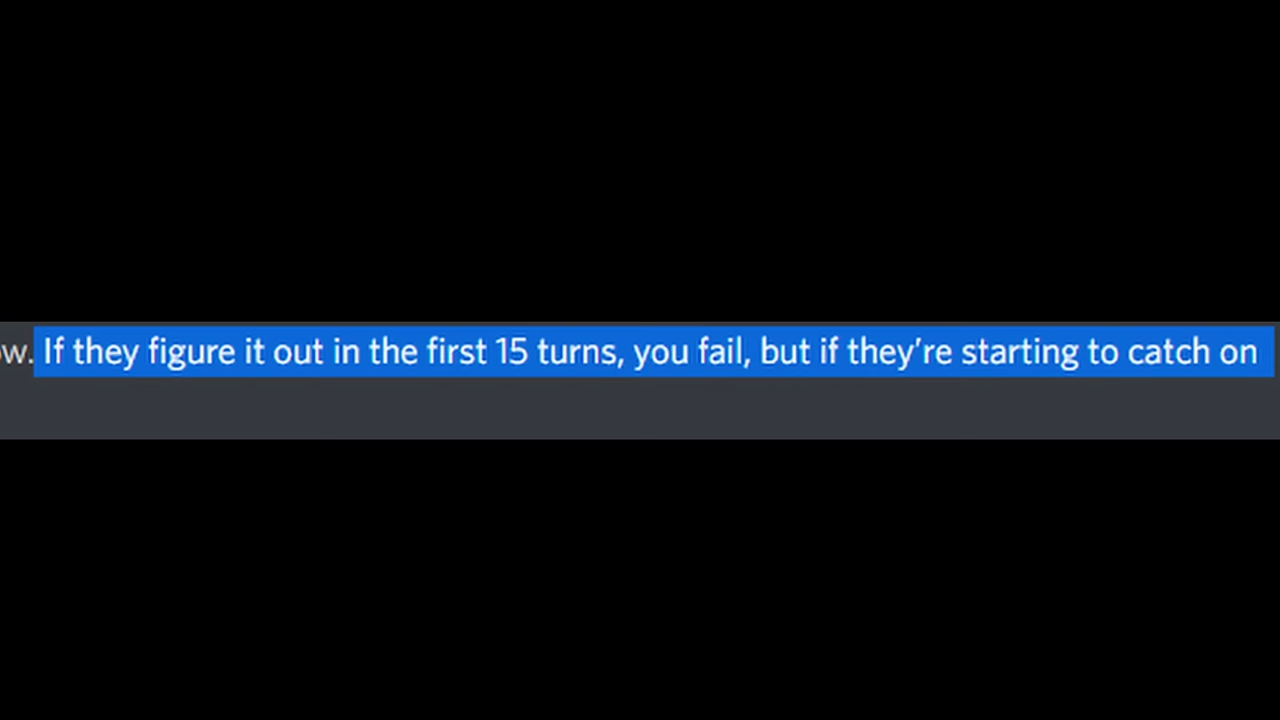 ow. If they figure it out in the first 15 turns, you fail, but if they’re starting to catch on